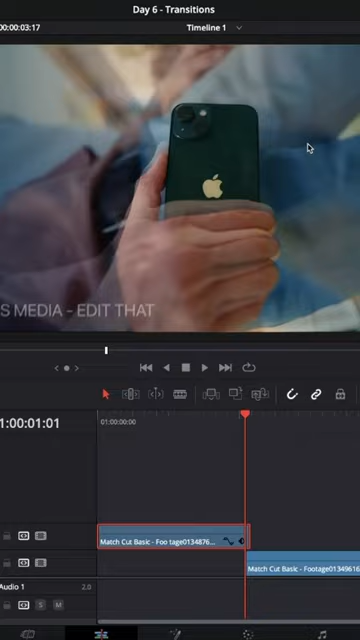 Day 6 - Transitions
00:00:03:17
Timeline 1
S MEDIA - EDIT THAT
1:00:01:01
01:00:00:00
Match Cut Basic - Foo tage0134876...
Match Cut Basic - Footage01349616
Audio 1
2.0
S
M